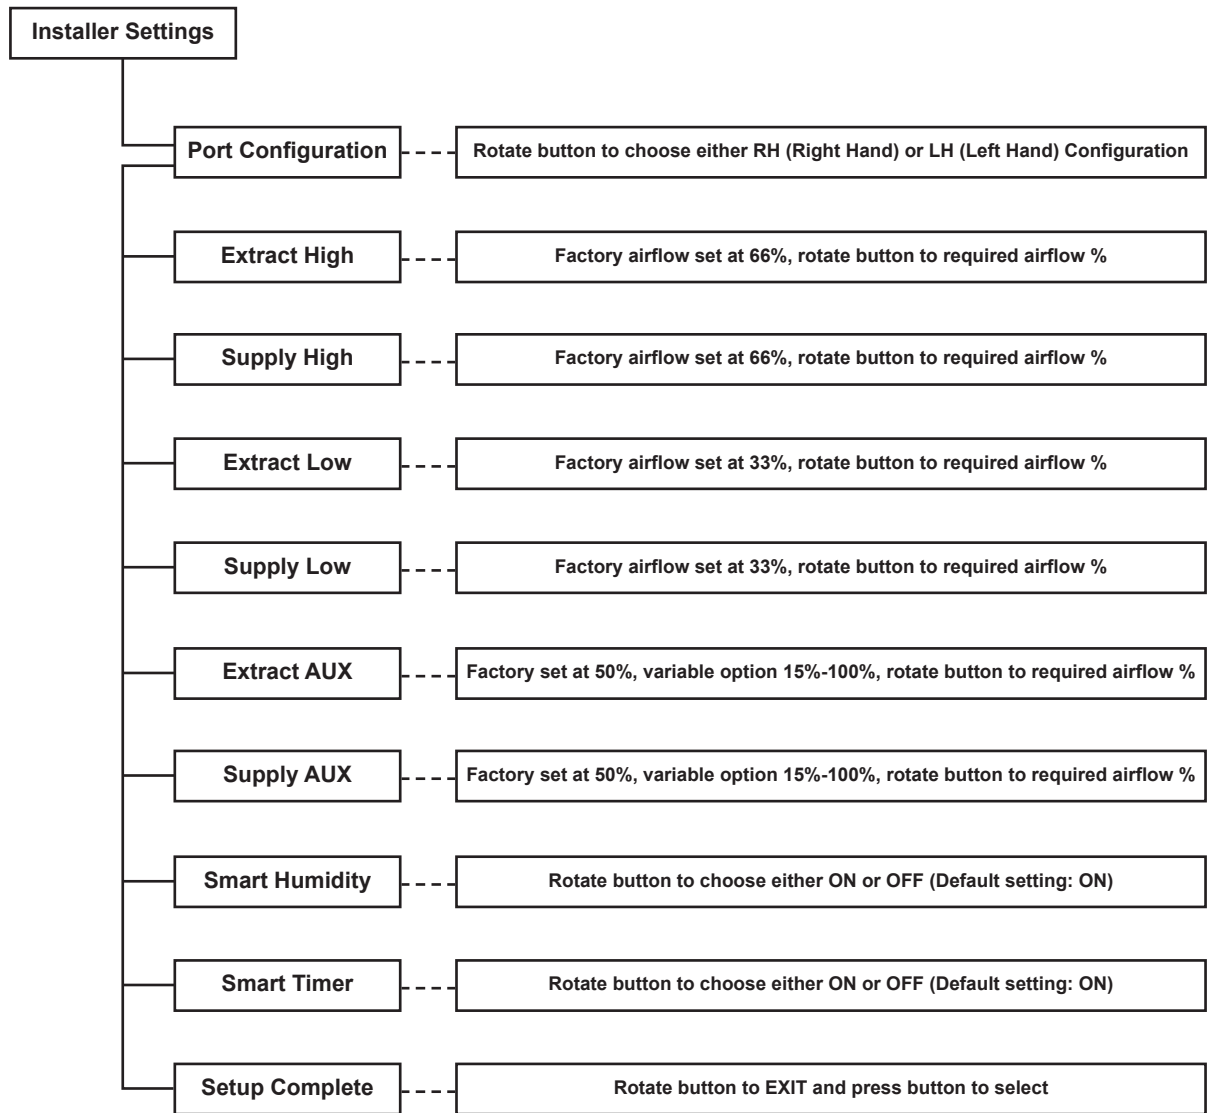 Installer Settings
Port Configuration
Rotate button to choose either RH (Right Hand) or LH (Left Hand) Configuration
Extract High
Factory airflow set at 66%, rotate button to required airflow %
Supply High
Factory airflow set at 66%, rotate button to required airflow %
Extract Low
Factory airflow set at 33%, rotate button to required airflow %
Supply Low
Factory airflow set at 33%, rotate button to required airflow %
Extract AUX
Factory set at 50%, variable option 15%-100%, rotate button to required airflow %
Supply AUX
Factory set at 50%, variable option 15%-100%, rotate button to required airflow %
Smart Humidity
Rotate button to choose either ON or OFF (Default setting: ON)
Smart Timer
Rotate button to choose either ON or OFF (Default setting: ON)
Setup Complete
Rotate button to EXIT and press button to select